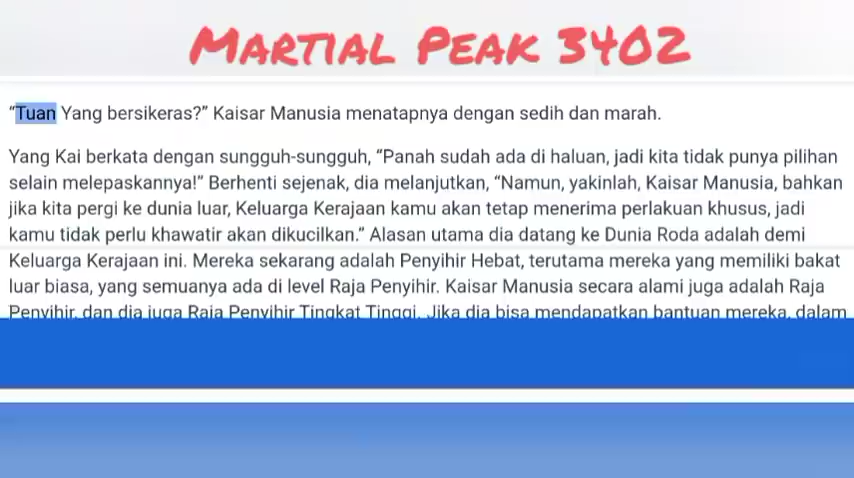 MARTIAL PEAK 3402
“Tuan Yang bersikeras?” Kaisar Manusia menatapnya dengan sedih dan marah.
Yang Kai berkata dengan sungguh-sungguh, “Panah sudah ada di haluan, jadi kita tidak punya pilihan
selain melepaskannya!” Berhenti sejenak, dia melanjutkan, “Namun, yakinlah, Kaisar Manusia, bahkan
jika kita pergi ke dunia luar, Keluarga Kerajaan kamu akan tetap menerima perlakuan khusus, jadi
kamu tidak perlu khawatir akan dikucilkan.” Alasan utama dia datang ke Dunia Roda adalah demi
Keluarga Kerajaan ini. Mereka sekarang adalah Penyihir Hebat, terutama mereka yang memiliki bakat
luar biasa, yang semuanya ada di level Raja Penyihir. Kaisar Manusia secara alami juga adalah Raja
Penyihir, dan dia juga Raja Penyihir Tingkat Tinggi. Jika dia bisa mendapatkan bantuan mereka, dalam